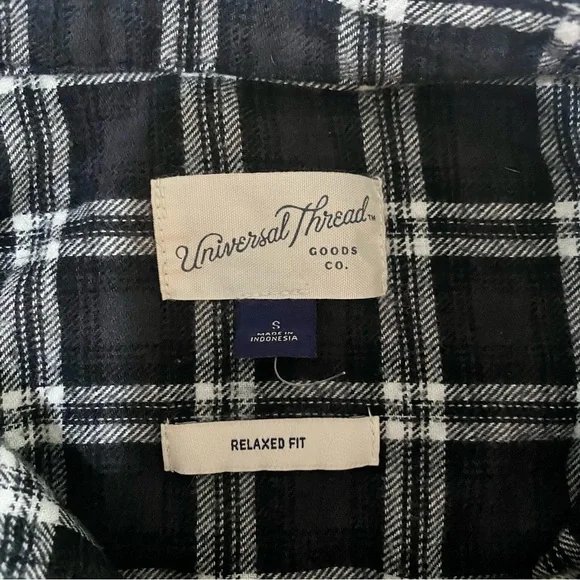 Universal Thread™
GOODS
CO.
S
MADE IN
INDONESIA
RELAXED FIT